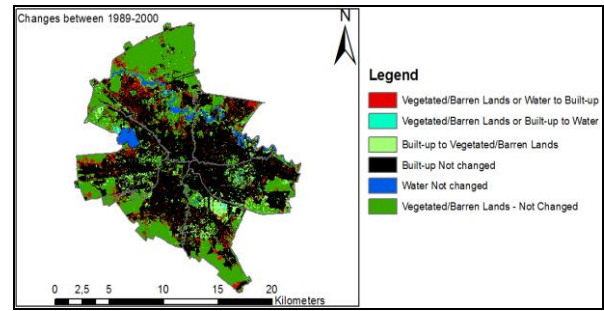 Changes between 1989-2000
N
Legend
Vegetated/Barren Lands or Water to Built-up
Vegetated/Barren Lands or Built-up to Water
Built-up to Vegetated/Barren Lands
Built-up Not changed
Water Not changed
Vegetated/Barren Lands - Not Changed
0 2,5 5 10 15 20
Kilometers